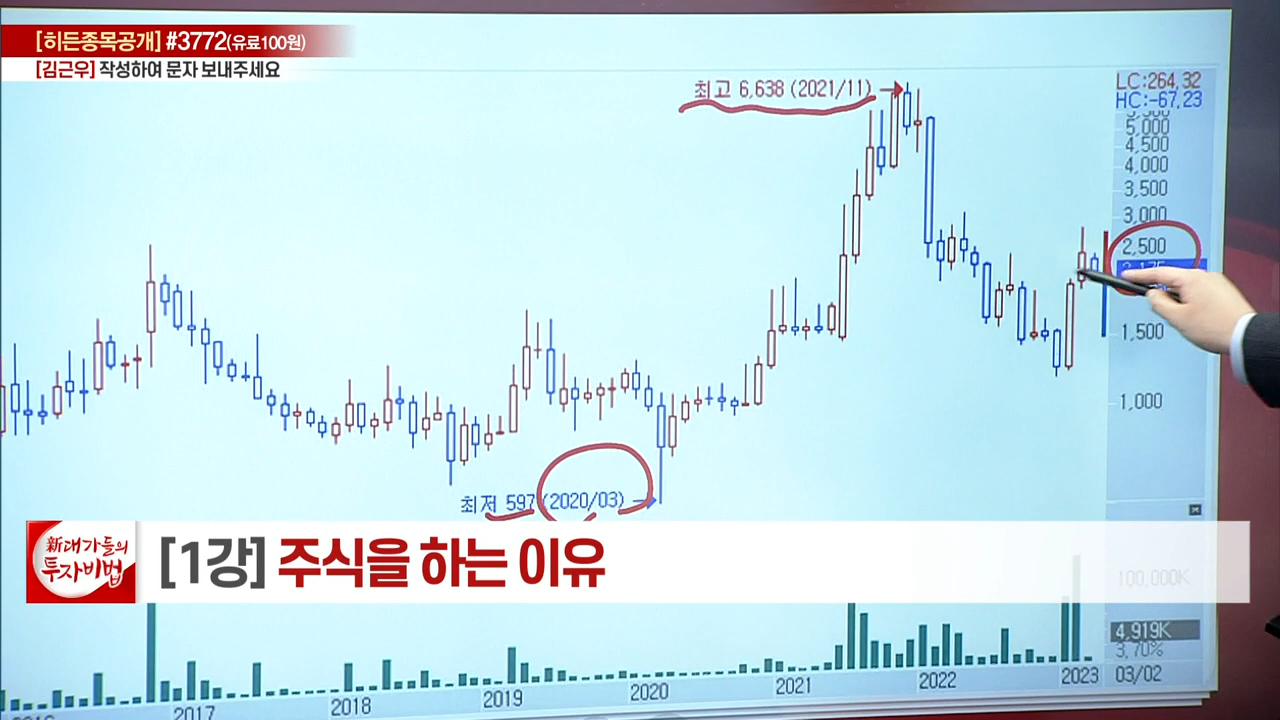 [히든종목공개] #3772(유료100원)
[김근우] 작성하여 문자 보내주세요
최고 6,638 (2021/11)
LC:264,32
HC:-67,23
5,000
4,500
4,000
3,500
3,000
2,500
1,500
1,000
최저 597 (2020/03)
新대가들의
투자비법
[1강] 주식을 하는 이유
100,000K
4,919K
3,70%
2017
2018
2019
2020
2021
2022
2023
03/02